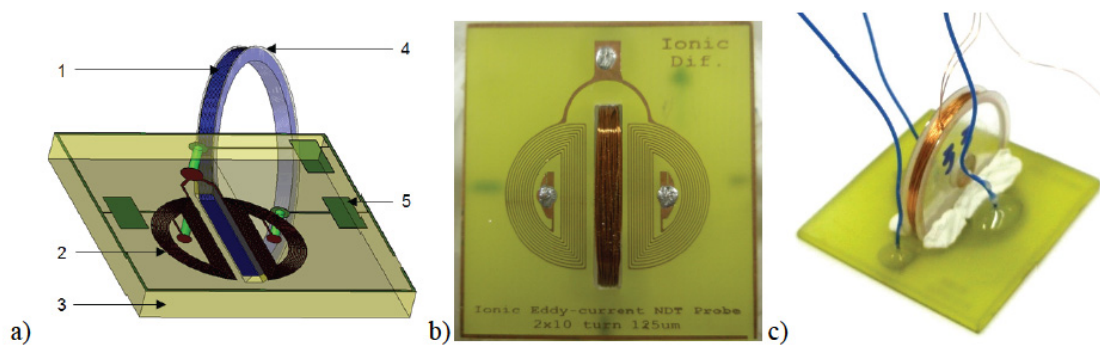 1
4
5
2
3
a)
Ionic
Dif.
Ionic Eddy-current NDT Probe
2x10 turn 125um
b)
c)